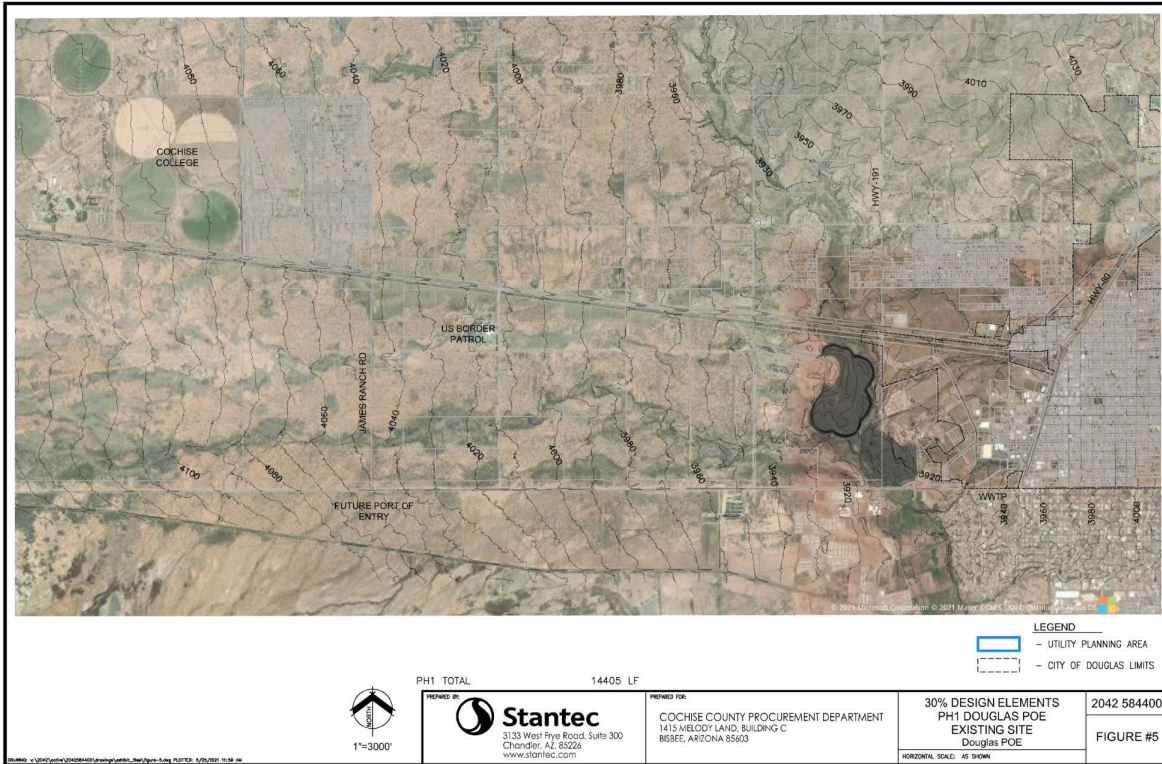 4080
4060
4040
4020
4000
3980
3960
3930
3950
3970
3990
4010
4030
HWY-191
COCHISE
COLLEGE
HWY-80
US BORDER
PATROL
JAMES RANCH RD
4060
4040
4020
4000
3980
3960
3940
3920
3920
4100
4080
WWTP
3940
3960
3980
4000
FUTURE PORT OF
ENTRY
© 2021 Microsoft Corporation © 2021 Maxar ©CNES (2021) Distribution Airbus DS
LEGEND
– UTILITY PLANNING AREA
– CITY OF DOUGLAS LIMITS
PH1 TOTAL 14405 LF
NORTH
1"=3000'
PREPARED BY:
Stantec
3133 West Frye Road, Suite 300
Chandler, AZ. 85226
www.stantec.com
PREPARED FOR:
COCHISE COUNTY PROCUREMENT DEPARTMENT
1415 MELODY LAND, BUILDING C
BISBEE, ARIZONA 85603
30% DESIGN ELEMENTS
PH1 DOUGLAS POE
EXISTING SITE
Douglas POE
HORIZONTAL SCALE: AS SHOWN
2042 584400
FIGURE #5